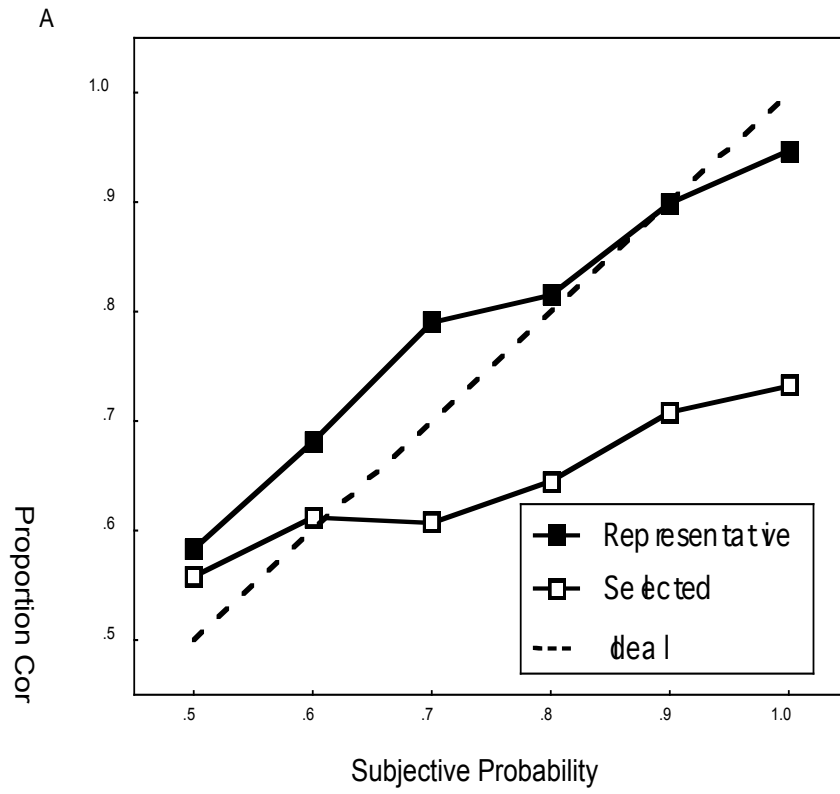 A
1.0
.9
.8
.7
.6
.5
Proportion Cor
Representative
Selected
Ideal
.5 .6 .7 .8 .9 1.0
Subjective Probability